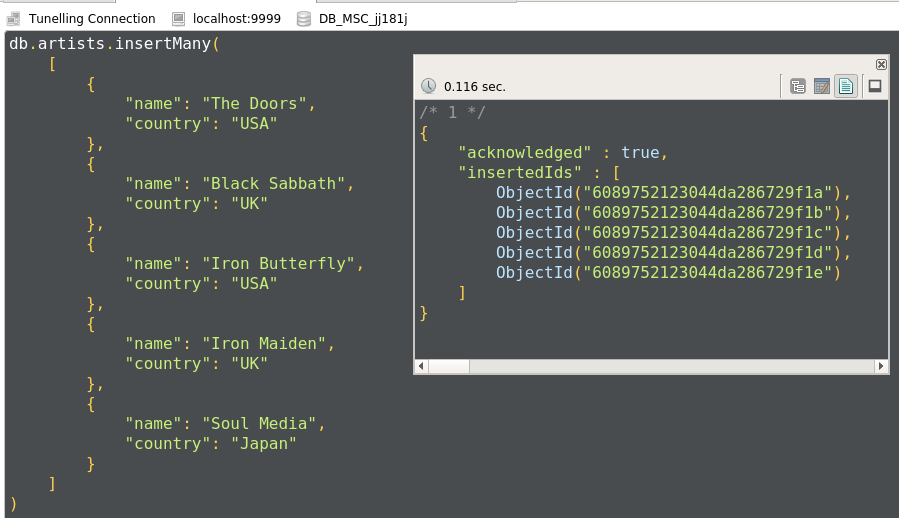 Tunelling Connection localhost:9999 DB_MSC_jj181j
db.artists.insertMany(
    [
        {
            "name": "The Doors",
            "country": "USA"
        },
        {
            "name": "Black Sabbath",
            "country": "UK"
        },
        {
            "name": "Iron Butterfly",
            "country": "USA"
        },
        {
            "name": "Iron Maiden",
            "country": "UK"
        },
        {
            "name": "Soul Media",
            "country": "Japan"
        }
    ]
)
0.116 sec.
/* 1 */
{
    "acknowledged" : true,
    "insertedIds" : [
        ObjectId("6089752123044da286729f1a"),
        ObjectId("6089752123044da286729f1b"),
        ObjectId("6089752123044da286729f1c"),
        ObjectId("6089752123044da286729f1d"),
        ObjectId("6089752123044da286729f1e")
    ]
}